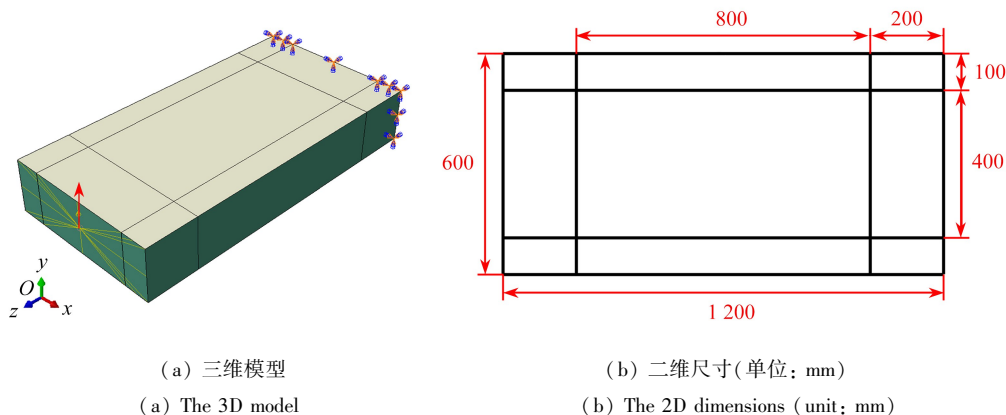 800
200
100
600
400
1 200
y
O
z
x
(a) 三维模型
(b) 二维尺寸(单位: mm)
(a) The 3D model
(b) The 2D dimensions (unit: mm)